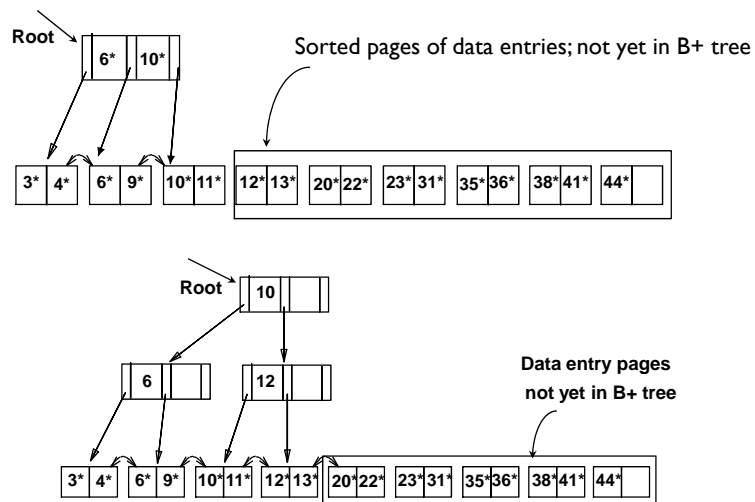 Root
Sorted pages of data entries; not yet in B+ tree
6* 10*
3* 4* 6* 9* 10* 11* 12* 13* 20* 22* 23* 31* 35* 36* 38* 41* 44*
Root 10
Data entry pages
not yet in B+ tree
6 12
3* 4* 6* 9* 10* 11* 12* 13* 20* 22* 23* 31* 35* 36* 38* 41* 44*